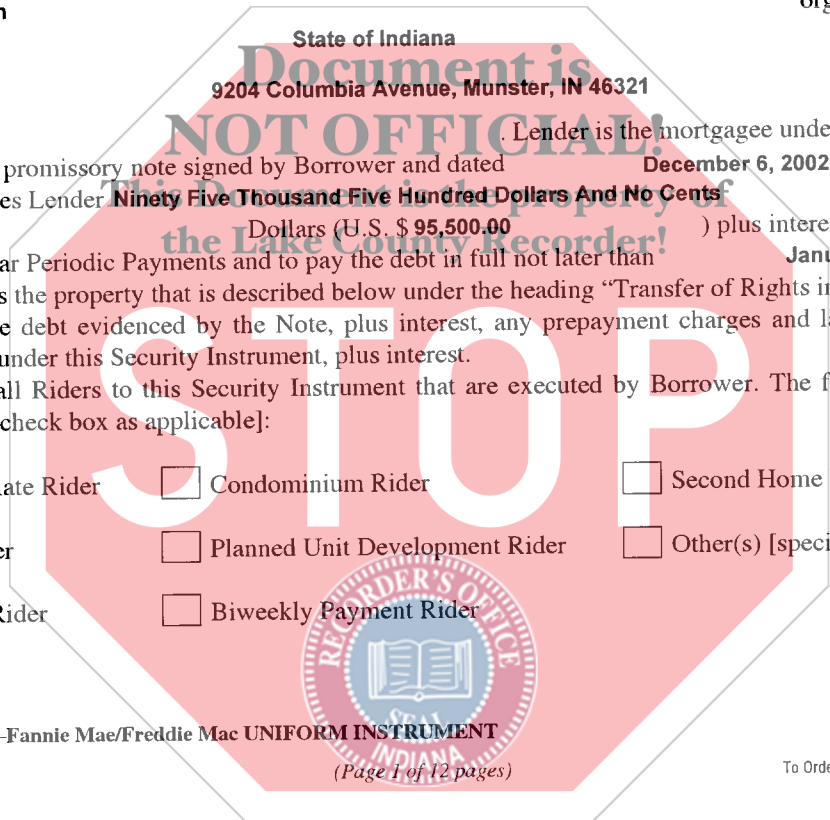 n
State of Indiana
Document is
9204 Columbia Avenue, Munster, IN 46321
NOT OFFICIAL!
. Lender is the mortgagee unde
promissory note signed by Borrower and dated December 6, 2002
This Document is the property of
es Lender Ninety Five Thousand Five Hundred Dollars And No Cents
Dollars (U.S. $ 95,500.00 ) plus intere
the Lake County Recorder!
ar Periodic Payments and to pay the debt in full not later than Janu
s the property that is described below under the heading “Transfer of Rights in
e debt evidenced by the Note, plus interest, any prepayment charges and la
under this Security Instrument, plus interest.
all Riders to this Security Instrument that are executed by Borrower. The f
check box as applicable]:
STOP
ate Rider Condominium Rider Second Home
er Planned Unit Development Rider Other(s) [speci
Rider Biweekly Payment Rider
RECORDER'S OFFICE
SEAL
INDIANA
–Fannie Mae/Freddie Mac UNIFORM INSTRUMENT
(Page 1 of 12 pages)
To Orde